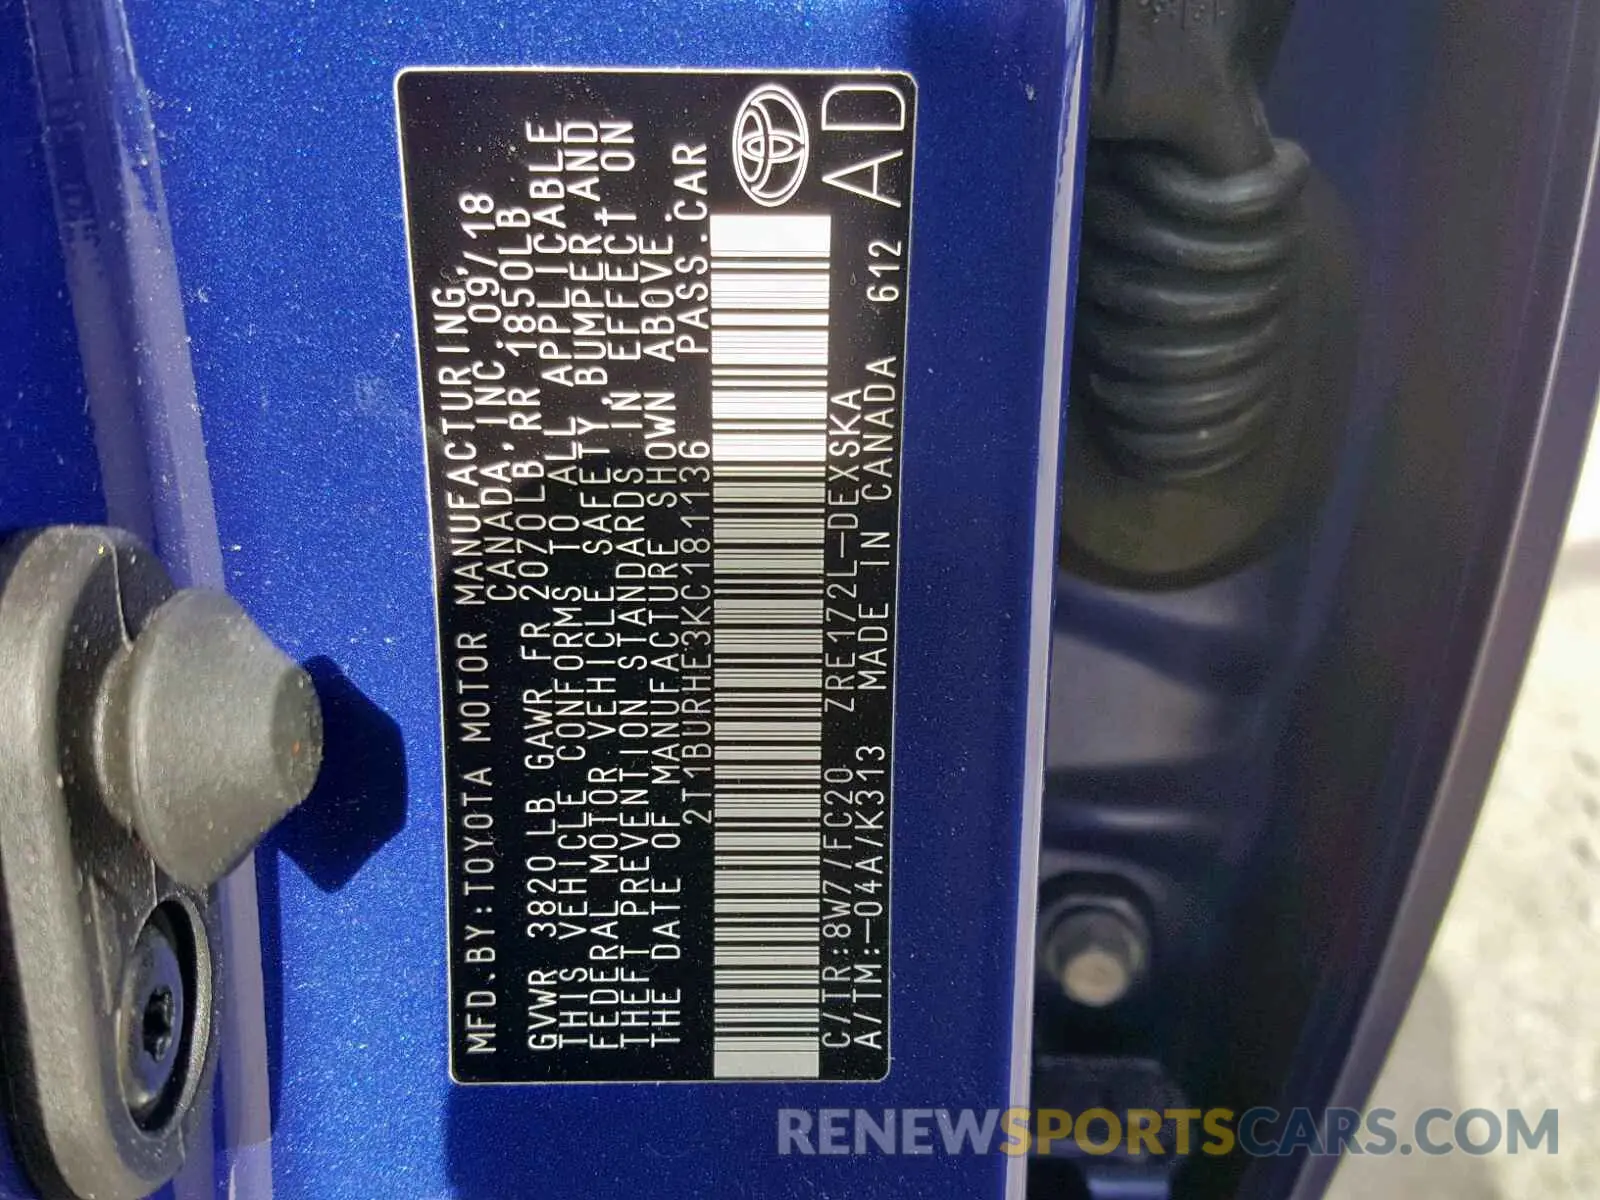 MFD.BY:TOYOTA MOTOR MANUFACTURING,
CANADA,INC. 09/18
GVWR 3820LB GAWR FR 2070LB, RR 1850LB
THIS VEHICLE CONFORMS TO ALL APPLICABLE
FEDERAL MOTOR VEHICLE SAFETY,BUMPER,AND
THEFT PREVENTION STANDARDS IN EFFECT ON
THE DATE OF MANUFACTURE SHOWN ABOVE.
2T1BURHE3KC181136 PASS.CAR
C/TR:8W7/FC20 ZRE172L-DEXSKA
A/TM:-04A/K313 MADE IN CANADA 612 AD
RENEWSPORTSCARS.COM